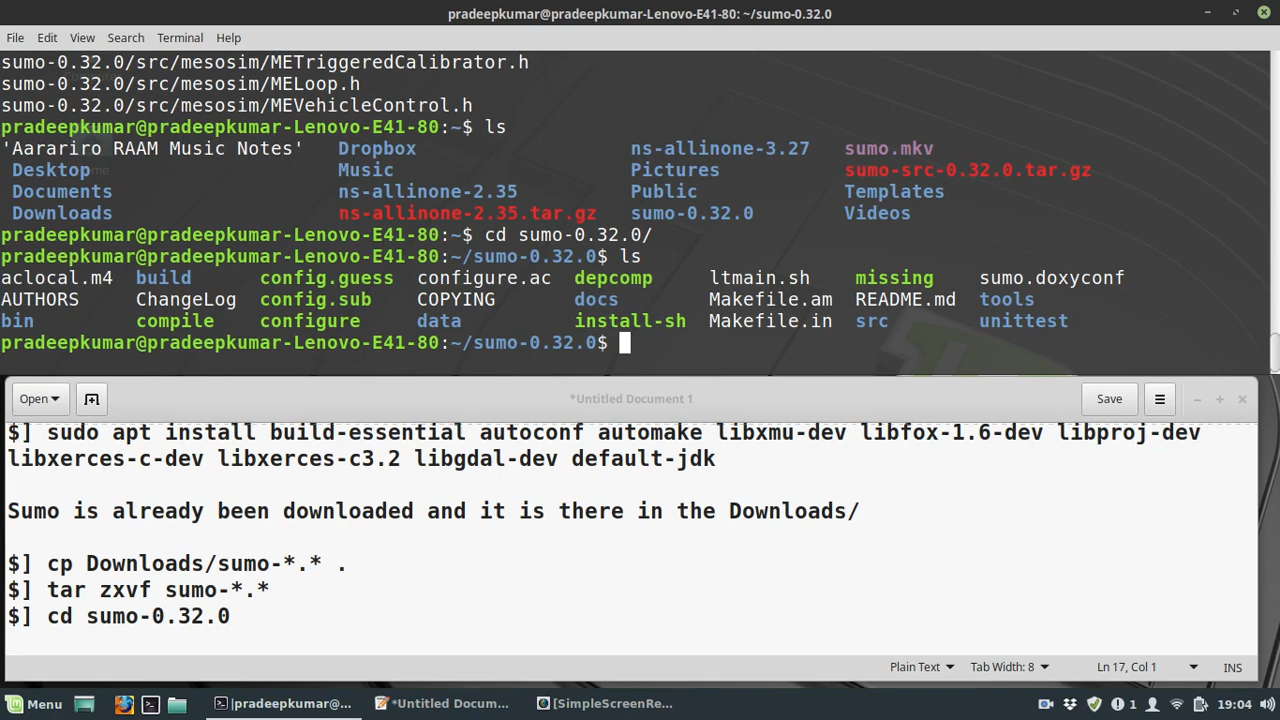 pradeepkumar@pradeepkumar-Lenovo-E41-80: ~/sumo-0.32.0
File Edit View Search Terminal Help
sumo-0.32.0/src/mesosim/METriggeredCalibrator.h
sumo-0.32.0/src/mesosim/MELoop.h
sumo-0.32.0/src/mesosim/MEVehicleControl.h
pradeepkumar@pradeepkumar-Lenovo-E41-80:~$ ls
'Aarariro RAAM Music Notes' Dropbox ns-allinone-3.27 sumo.mkv
Desktop Music Pictures sumo-src-0.32.0.tar.gz
Documents ns-allinone-2.35 Public Templates
Downloads ns-allinone-2.35.tar.gz sumo-0.32.0 Videos
pradeepkumar@pradeepkumar-Lenovo-E41-80:~$ cd sumo-0.32.0/
pradeepkumar@pradeepkumar-Lenovo-E41-80:~/sumo-0.32.0$ ls
aclocal.m4 build config.guess configure.ac depcomp ltmain.sh missing sumo.doxyconf
AUTHORS ChangeLog config.sub COPYING docs Makefile.am README.md tools
bin compile configure data install-sh Makefile.in src unittest
pradeepkumar@pradeepkumar-Lenovo-E41-80:~/sumo-0.32.0$
Open *Untitled Document 1 Save
$] sudo apt install build-essential autoconf automake libxmu-dev libfox-1.6-dev libproj-dev
libxerces-c-dev libxerces-c3.2 libgdal-dev default-jdk
Sumo is already been downloaded and it is there in the Downloads/
$] cp Downloads/sumo-*.* .
$] tar zxvf sumo-*.*
$] cd sumo-0.32.0
Plain Text Tab Width: 8 Ln 17, Col 1 INS
Menu |pradeepkumar@... *Untitled Docum... [SimpleScreenRe... 1 19:04